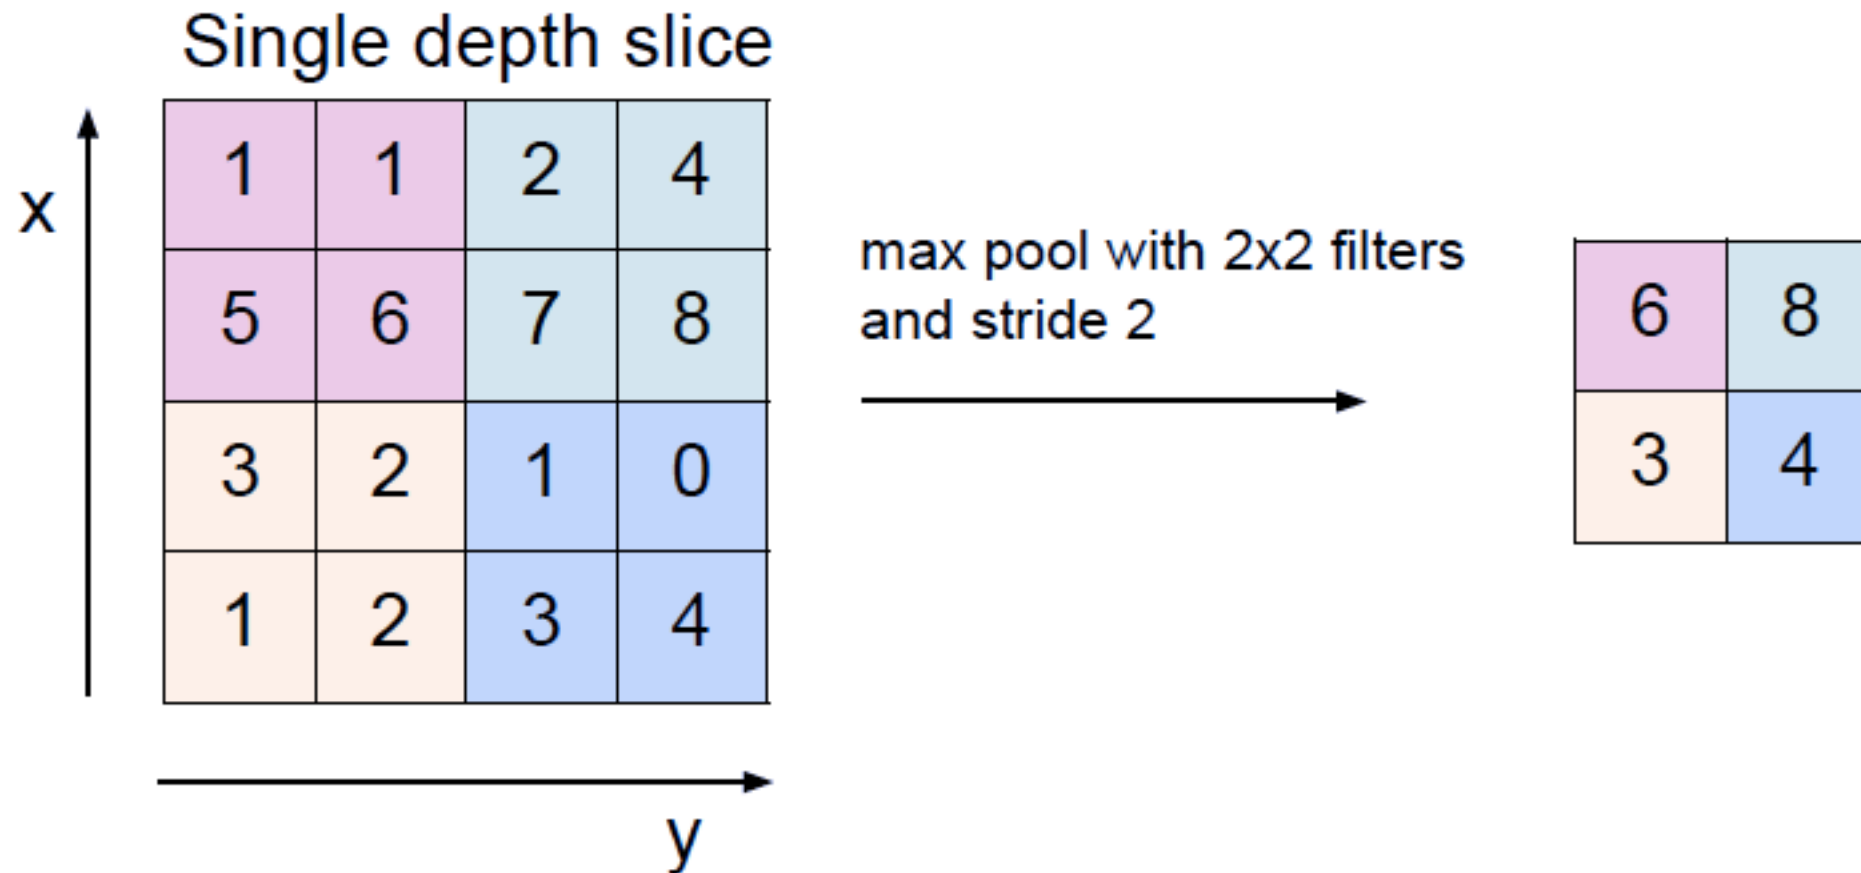 Single depth slice
x
1 1 2 4
5 6 7 8
3 2 1 0
1 2 3 4
y
max pool with 2x2 filters
and stride 2
6 8
3 4